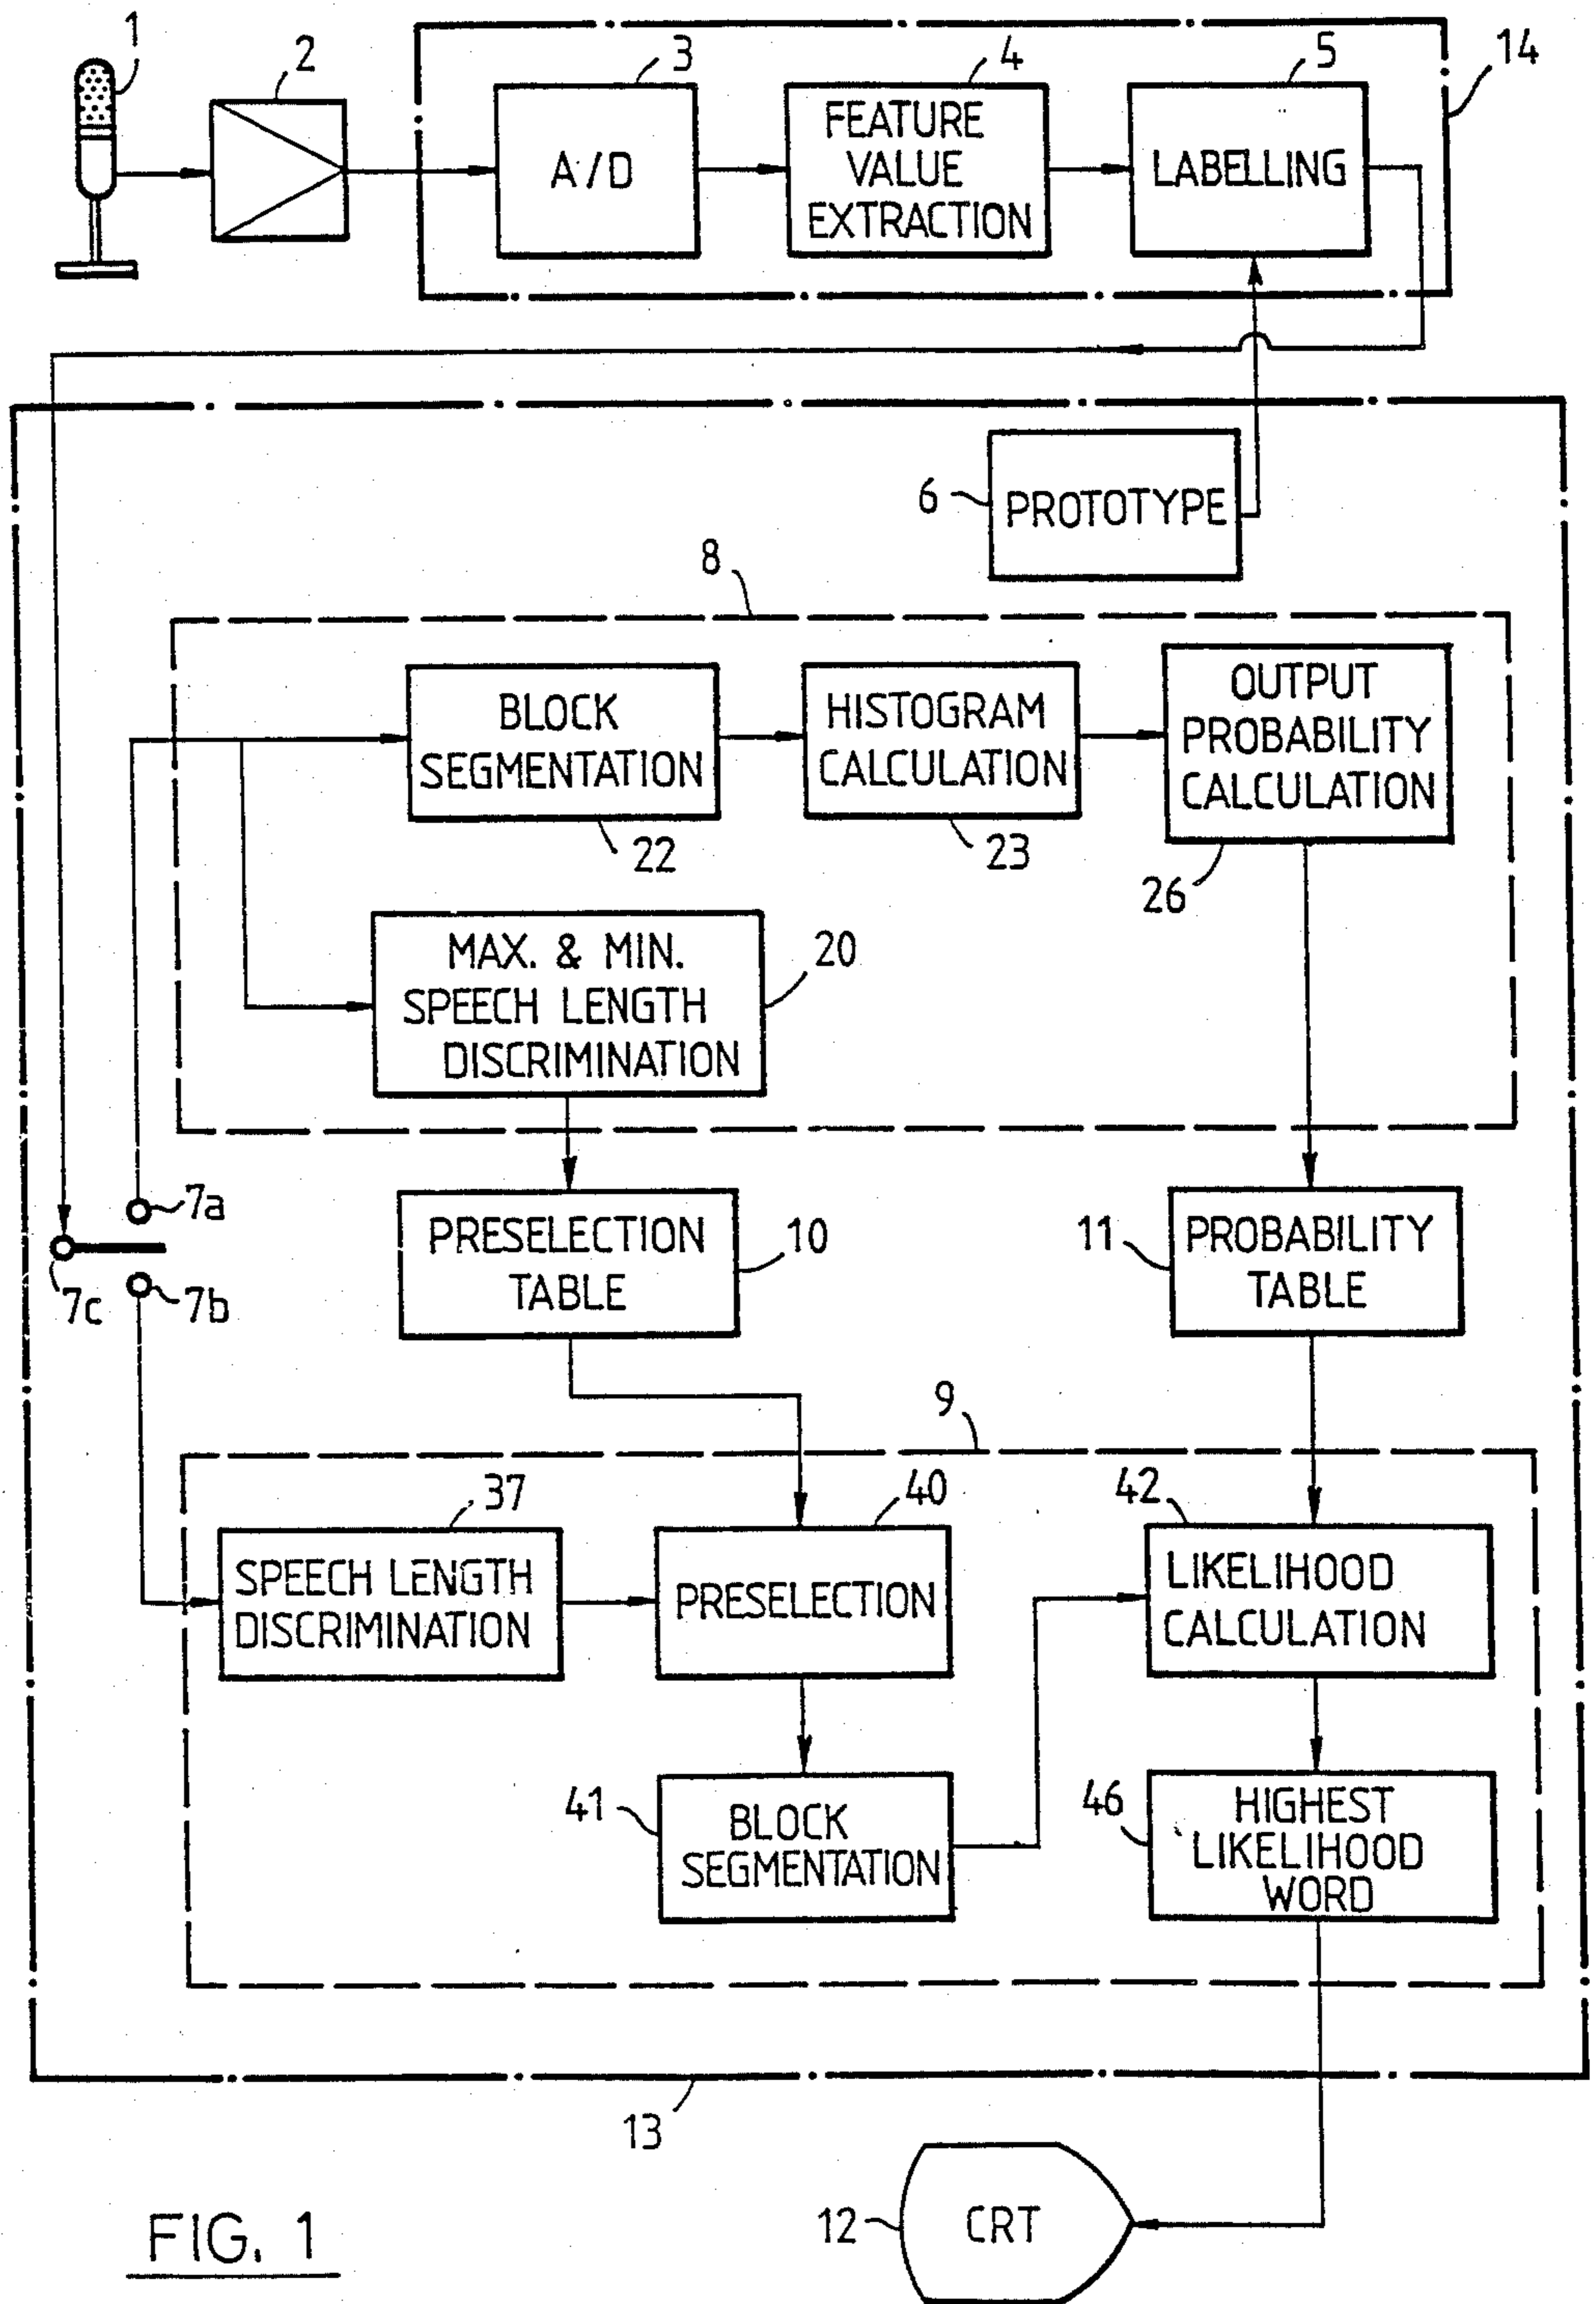 1
2
3
4
5
14
A/D
FEATURE
VALUE
EXTRACTION
LABELLING
6
PROTOTYPE
8
BLOCK
SEGMENTATION
22
HISTOGRAM
CALCULATION
23
OUTPUT
PROBABILITY
CALCULATION
26
MAX. & MIN.
SPEECH LENGTH
DISCRIMINATION
20
7a
7c
7b
PRESELECTION
TABLE
10
11
PROBABILITY
TABLE
9
37
SPEECH LENGTH
DISCRIMINATION
40
PRESELECTION
42
LIKELIHOOD
CALCULATION
41
BLOCK
SEGMENTATION
46
HIGHEST
LIKELIHOOD
WORD
13
12
CRT
FIG. 1